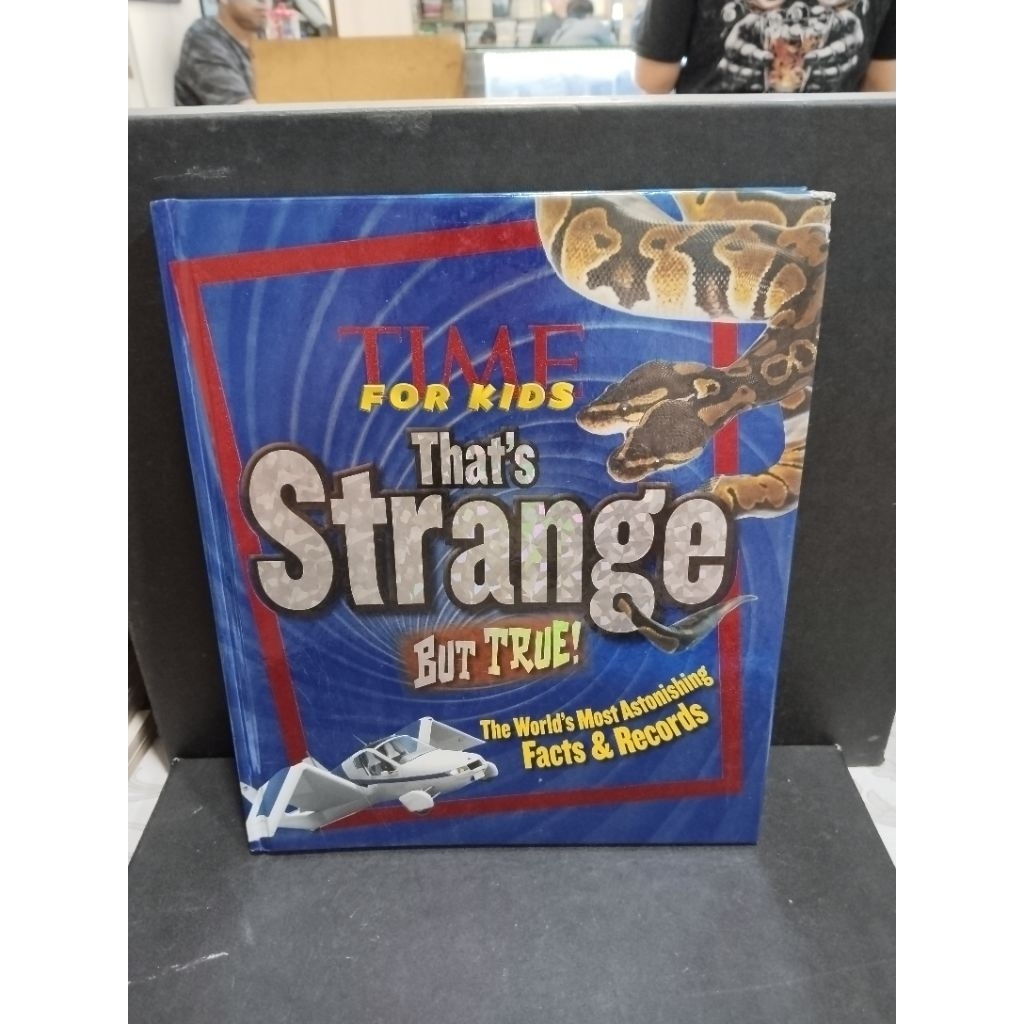 TIME
FOR KIDS
That's
Strange
BUT TRUE!
The World's Most Astonishing
Facts & Records